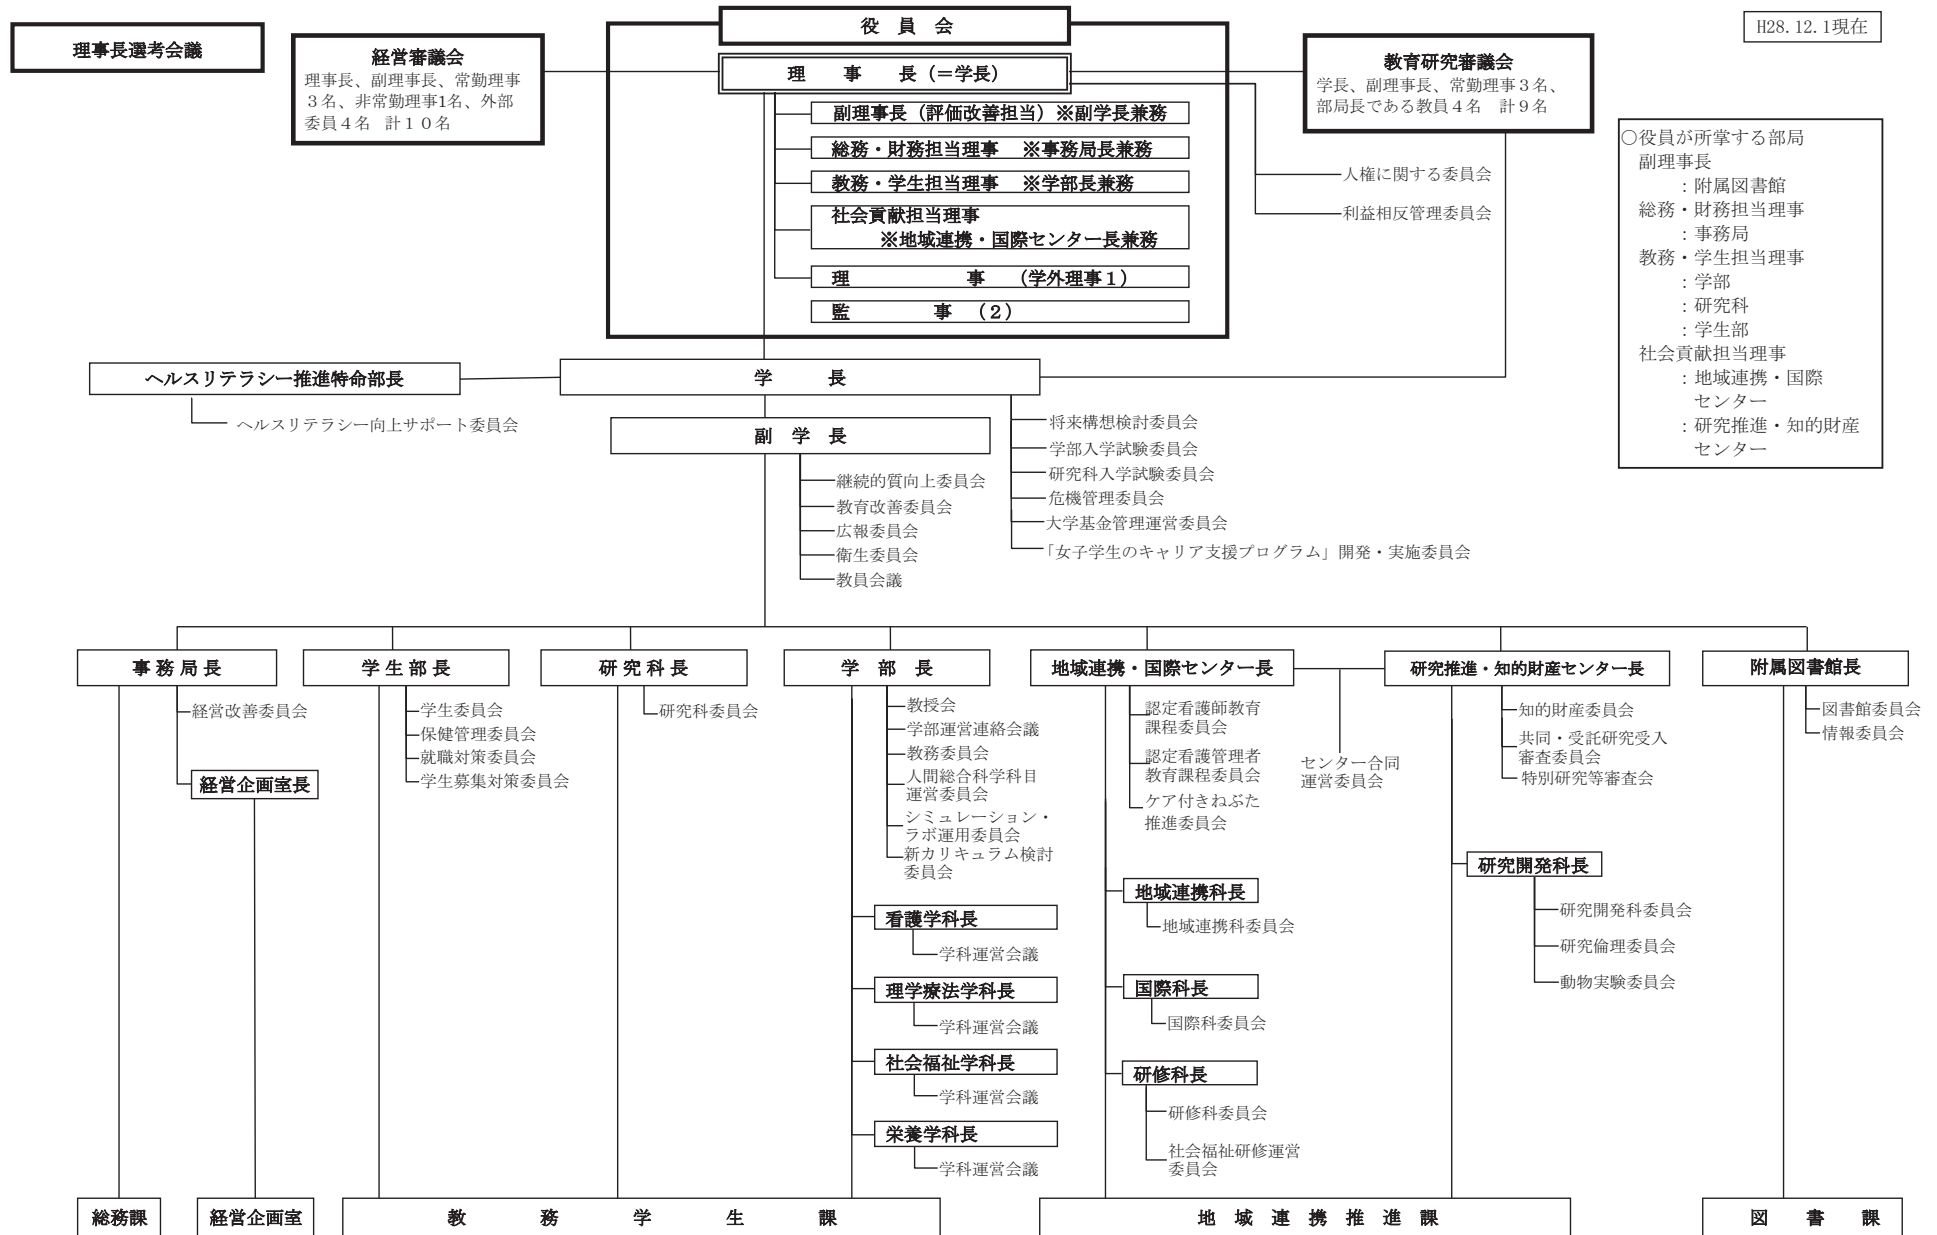 H28.12.1現在
理事長選考会議
経営審議会
理事長、副理事長、常勤理事
３名、非常勤理事1名、外部
委員４名　計１０名
役　員　会
理　　事　　長（＝学長）
副理事長（評価改善担当）※副学長兼務
総務・財務担当理事　※事務局長兼務
教務・学生担当理事　※学部長兼務
社会貢献担当理事
※地域連携・国際センター長兼務
理　　　　　　事　（学外理事１）
監　　　　　事　（２）
教育研究審議会
学長、副理事長、常勤理事３名、
部局長である教員４名　計９名
人権に関する委員会
利益相反管理委員会
○役員が所掌する部局
副理事長
：附属図書館
総務・財務担当理事
：事務局
教務・学生担当理事
：学部
：研究科
：学生部
社会貢献担当理事
：地域連携・国際
センター
：研究推進・知的財産
センター
ヘルスリテラシー推進特命部長
ヘルスリテラシー向上サポート委員会
学　　　長
副　学　長
将来構想検討委員会
学部入学試験委員会
研究科入学試験委員会
危機管理委員会
大学基金管理運営委員会
「女子学生のキャリア支援プログラム」開発・実施委員会
継続的質向上委員会
教育改善委員会
広報委員会
衛生委員会
教員会議
事務局長
経営改善委員会
経営企画室長
学生部長
学生委員会
保健管理委員会
就職対策委員会
学生募集対策委員会
研究科長
研究科委員会
学　部　長
教授会
学部運営連絡会議
教務委員会
人間総合科学科目
運営委員会
シミュレーション・
ラボ運用委員会
新カリキュラム検討
委員会
看護学科長
学科運営会議
理学療法学科長
学科運営会議
社会福祉学科長
学科運営会議
栄養学科長
学科運営会議
地域連携・国際センター長
認定看護師教育
課程委員会
認定看護管理者
教育課程委員会
ケア付きねぶた
推進委員会
地域連携科長
地域連携科委員会
国際科長
国際科委員会
研修科長
研修科委員会
社会福祉研修運営
委員会
センター合同
運営委員会
研究推進・知的財産センター長
知的財産委員会
共同・受託研究受入
審査委員会
特別研究等審査会
研究開発科長
研究開発科委員会
研究倫理委員会
動物実験委員会
附属図書館長
図書館委員会
情報委員会
総務課
経営企画室
教　務　学　生　課
地　域　連　携　推　進　課
図　書　課